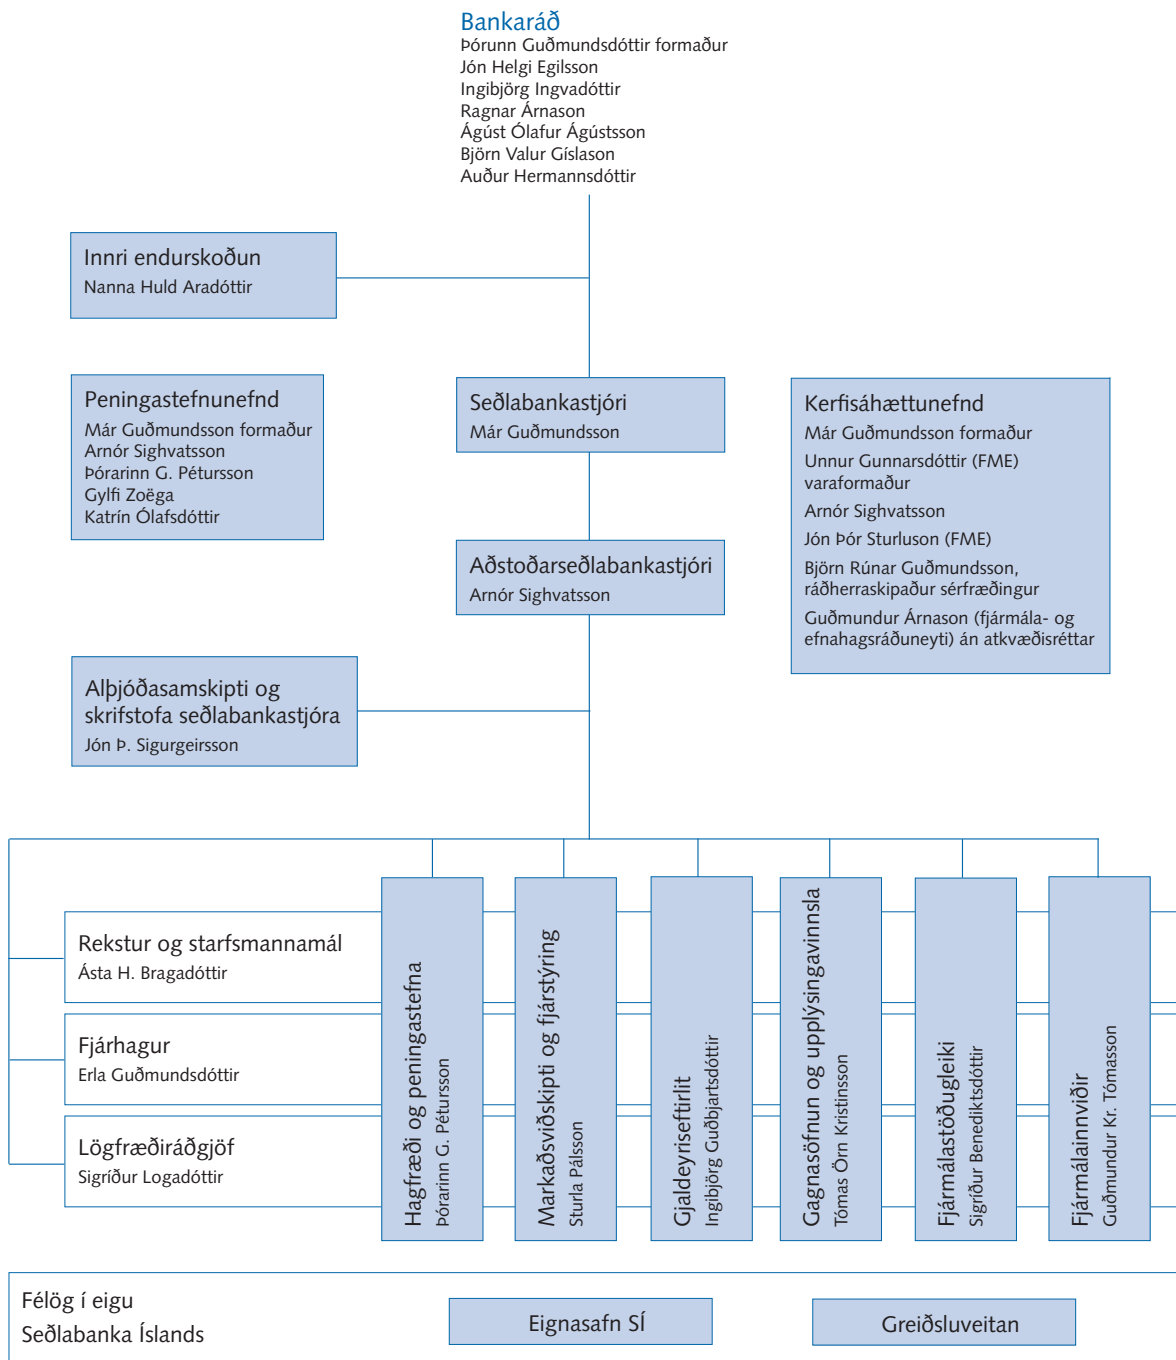 Bankaráð
Þórunn Guðmundsdóttir formaður
Jón Helgi Egilsson
Ingibjörg Ingvadóttir
Ragnar Árnason
Ágúst Ólafur Ágústsson
Björn Valur Gíslason
Auður Hermannsdóttir
Innri endurskoðun
Nanna Huld Aradóttir
Peningastefnunefnd
Már Guðmundsson formaður
Arnór Sighvatsson
Þórarinn G. Pétursson
Gylfi Zoëga
Katrín Ólafsdóttir
Seðlabankastjóri
Már Guðmundsson
Kerfisáhættunefnd
Már Guðmundsson formaður
Unnur Gunnarsdóttir (FME)
varaformaður
Arnór Sighvatsson
Jón Þór Sturluson (FME)
Björn Rúnar Guðmundsson,
ráðherraskipaður sérfræðingur
Guðmundur Árnason (fjármála- og
efnahagsráðuneyti) án atkvæðisréttar
Aðstoðarseðlabankastjóri
Arnór Sighvatsson
Alþjóðasamskipti og
skrifstofa seðlabankastjóra
Jón Þ. Sigurgeirsson
Rekstur og starfsmannamál
Ásta H. Bragadóttir
Fjárhagur
Erla Guðmundsdóttir
Lögfræðiráðgjöf
Sigríður Logadóttir
Hagfræði og peningastefna
Þórarinn G. Pétursson
Markaðsviðskipti og fjárstýring
Sturla Pálsson
Gjaldeyriseftirlit
Ingibjörg Guðbjartsdóttir
Gagnasöfnun og upplýsingavinnsla
Tómas Örn Kristinsson
Fjármálastöðugleiki
Sigríður Benediktsdóttir
Fjármálainnviðir
Guðmundur Kr. Tómasson
Félög í eigu
Seðlabanka Íslands
Eignasafn SÍ
Greiðsluveitan